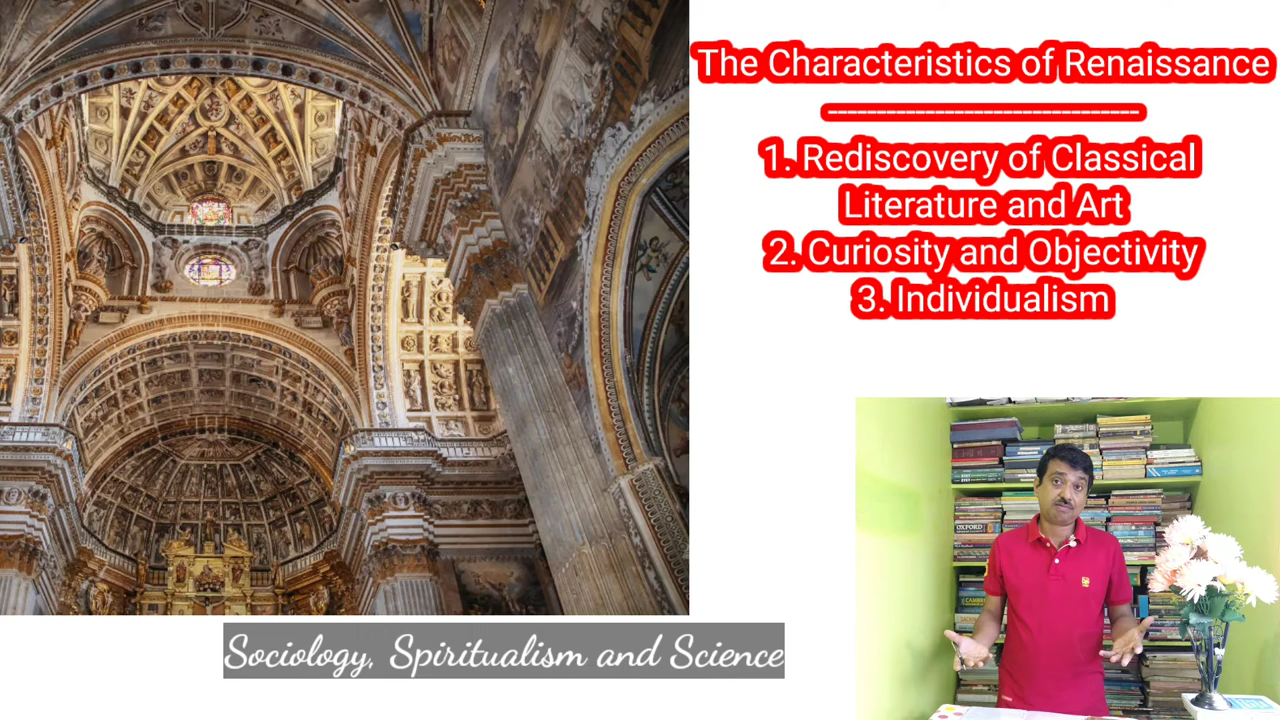 The Characteristics of Renaissance
-------------------------------
1. Rediscovery of Classical
Literature and Art
2. Curiosity and Objectivity
3. Individualism
Sociology, Spiritualism and Science
OXFORD